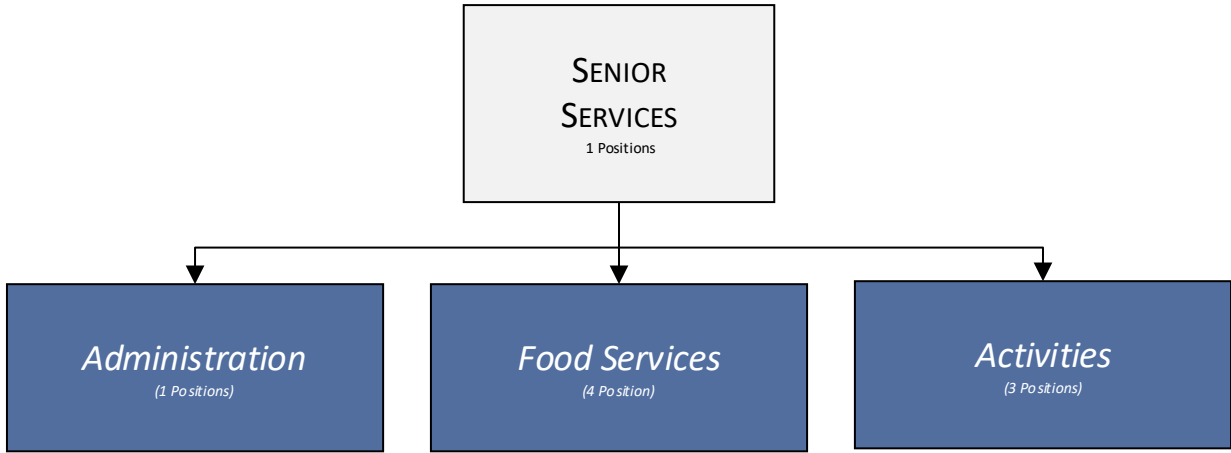 SENIOR
SERVICES
1 Positions
Administration
(1 Positions)
Food Services
(4 Position)
Activities
(3 Positions)